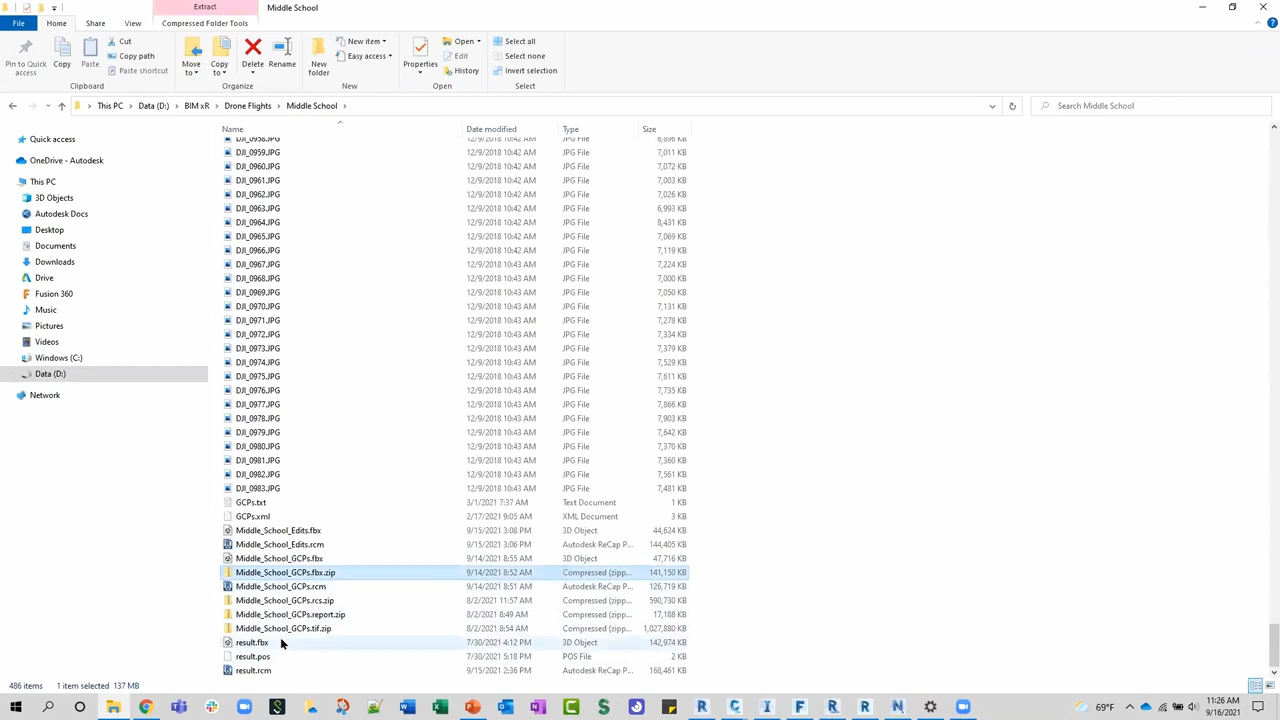 Extract
Middle School
File
Home
Share
View
Compressed Folder Tools
Pin to Quick access
Copy
Paste
Cut
Copy path
Paste shortcut
Clipboard
Move to
Copy to
Delete
Rename
Organize
New folder
New item
Easy access
New
Properties
Open
Edit
History
Open
Select all
Select none
Invert selection
Select
This PC > Data (D:) > BIM xR > Drone Flights > Middle School >
Search Middle School
Quick access
OneDrive - Autodesk
This PC
3D Objects
Autodesk Docs
Desktop
Documents
Downloads
Drive
Fusion 360
Music
Pictures
Videos
Windows (C:)
Data (D:)
Network
Name Date modified Type Size
DJI_0958.JPG 12/9/2018 10:42 AM JPG File 6,896 KB
DJI_0959.JPG 12/9/2018 10:42 AM JPG File 7,011 KB
DJI_0960.JPG 12/9/2018 10:42 AM JPG File 7,072 KB
DJI_0961.JPG 12/9/2018 10:42 AM JPG File 7,003 KB
DJI_0962.JPG 12/9/2018 10:42 AM JPG File 7,026 KB
DJI_0963.JPG 12/9/2018 10:42 AM JPG File 6,993 KB
DJI_0964.JPG 12/9/2018 10:42 AM JPG File 8,431 KB
DJI_0965.JPG 12/9/2018 10:42 AM JPG File 7,069 KB
DJI_0966.JPG 12/9/2018 10:42 AM JPG File 7,119 KB
DJI_0967.JPG 12/9/2018 10:43 AM JPG File 7,224 KB
DJI_0968.JPG 12/9/2018 10:43 AM JPG File 7,000 KB
DJI_0969.JPG 12/9/2018 10:43 AM JPG File 7,050 KB
DJI_0970.JPG 12/9/2018 10:43 AM JPG File 7,131 KB
DJI_0971.JPG 12/9/2018 10:43 AM JPG File 7,278 KB
DJI_0972.JPG 12/9/2018 10:43 AM JPG File 7,334 KB
DJI_0973.JPG 12/9/2018 10:43 AM JPG File 7,379 KB
DJI_0974.JPG 12/9/2018 10:43 AM JPG File 7,529 KB
DJI_0975.JPG 12/9/2018 10:43 AM JPG File 7,611 KB
DJI_0976.JPG 12/9/2018 10:43 AM JPG File 7,735 KB
DJI_0977.JPG 12/9/2018 10:43 AM JPG File 7,866 KB
DJI_0978.JPG 12/9/2018 10:43 AM JPG File 7,903 KB
DJI_0979.JPG 12/9/2018 10:43 AM JPG File 7,642 KB
DJI_0980.JPG 12/9/2018 10:43 AM JPG File 7,370 KB
DJI_0981.JPG 12/9/2018 10:43 AM JPG File 7,360 KB
DJI_0982.JPG 12/9/2018 10:43 AM JPG File 7,561 KB
DJI_0983.JPG 12/9/2018 10:43 AM JPG File 7,481 KB
GCPs.txt 3/1/2021 7:37 AM Text Document 1 KB
GCPs.xml 2/17/2021 9:05 AM XML Document 3 KB
Middle_School_Edits.fbx 9/15/2021 3:08 PM 3D Object 44,624 KB
Middle_School_Edits.rcm 9/15/2021 3:06 PM Autodesk ReCap P... 144,405 KB
Middle_School_GCPs.fbx 9/14/2021 8:55 AM 3D Object 47,716 KB
Middle_School_GCPs.fbx.zip 9/14/2021 8:52 AM Compressed (zipp... 141,150 KB
Middle_School_GCPs.rcm 9/14/2021 8:51 AM Autodesk ReCap P... 126,719 KB
Middle_School_GCPs.rcs.zip 8/2/2021 11:57 AM Compressed (zipp... 590,730 KB
Middle_School_GCPs.report.zip 8/2/2021 8:49 AM Compressed (zipp... 17,188 KB
Middle_School_GCPs.tif.zip 8/2/2021 8:54 AM Compressed (zipp... 1,027,880 KB
result.fbx 7/30/2021 4:12 PM 3D Object 142,974 KB
result.pos 7/30/2021 5:18 PM POS File 2 KB
result.rcm 9/15/2021 2:36 PM Autodesk ReCap P... 168,461 KB
486 items 1 item selected 137 MB
69°F
11:26 AM
9/16/2021